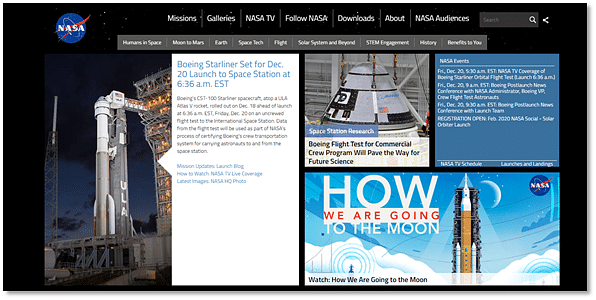 NASA
Missions Galleries NASA TV Follow NASA Downloads About NASA Audiences
Search
Humans in Space Moon to Mars Earth Space Tech Flight Solar System and Beyond STEM Engagement History Benefits to You
Boeing Starliner Set for Dec.
20 Launch to Space Station at
6:36 a.m. EST
Boeing's CST-100 Starliner spacecraft, atop a ULA
Atlas V rocket, rolled out on Dec. 18 ahead of launch
at 6:36 a.m. EST, Friday, Dec. 20 on an uncrewed
flight test to the International Space Station. Data
from the flight test will be used as part of NASA's
process of certifying Boeing's crew transportation
system for carrying astronauts to and from the
space station.
Mission Updates: Launch Blog
How to Watch: NASA TV Live Coverage
Latest Images: NASA HQ Photo
ULA
Space Station Research
Boeing Flight Test for Commercial
Crew Program Will Pave the Way for
Future Science
NASA Events
Fri., Dec. 20, 5:30 a.m. EST: NASA TV Coverage of
Boeing Starliner Orbital Flight Test (Launch 6:36 a.m.)
Fri., Dec. 20, 9 a.m. EST: Boeing Postlaunch News
Conference with NASA Administrator, Boeing VP,
Crew Flight Test Astronauts
Fri., Dec. 20, 9:30 EST: Boeing Postlaunch News
Conference with Launch Team
REGISTRATION OPEN: Feb. 2020 NASA Social - Solar
Orbiter Launch
NASA TV Schedule Launches and Landings
HOW
WE ARE GOING
TO THE MOON
NASA
Watch: How We Are Going to the Moon